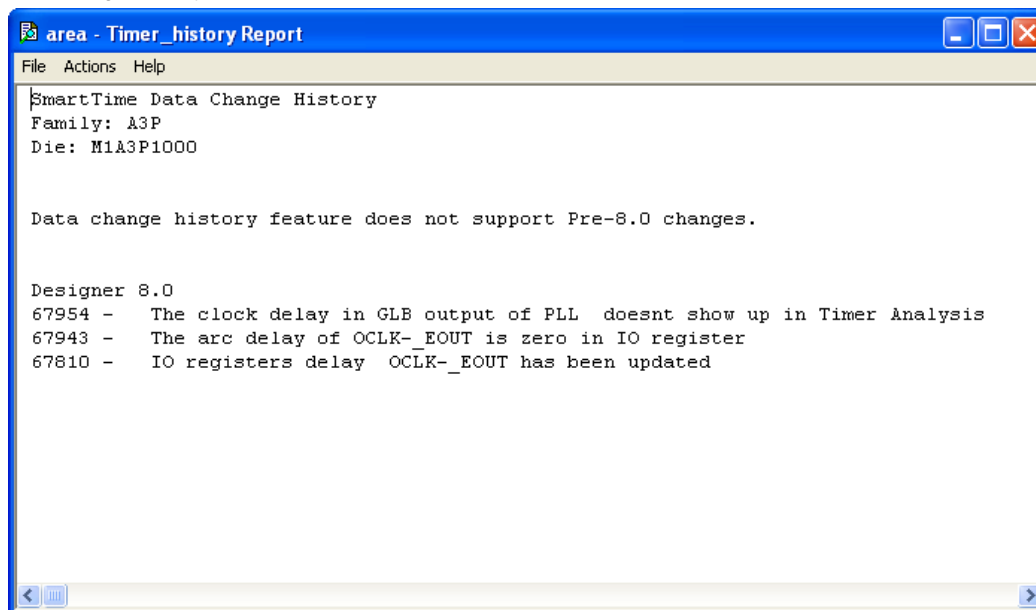 area - Timer_history Report
File Actions Help
SmartTime Data Change History
Family: A3P
Die: M1A3P1000
Data change history feature does not support Pre-8.0 changes.
Designer 8.0
67954 - The clock delay in GLB output of PLL doesnt show up in Timer Analysis
67943 - The arc delay of OCLK-_EOUT is zero in IO register
67810 - IO registers delay OCLK-_EOUT has been updated